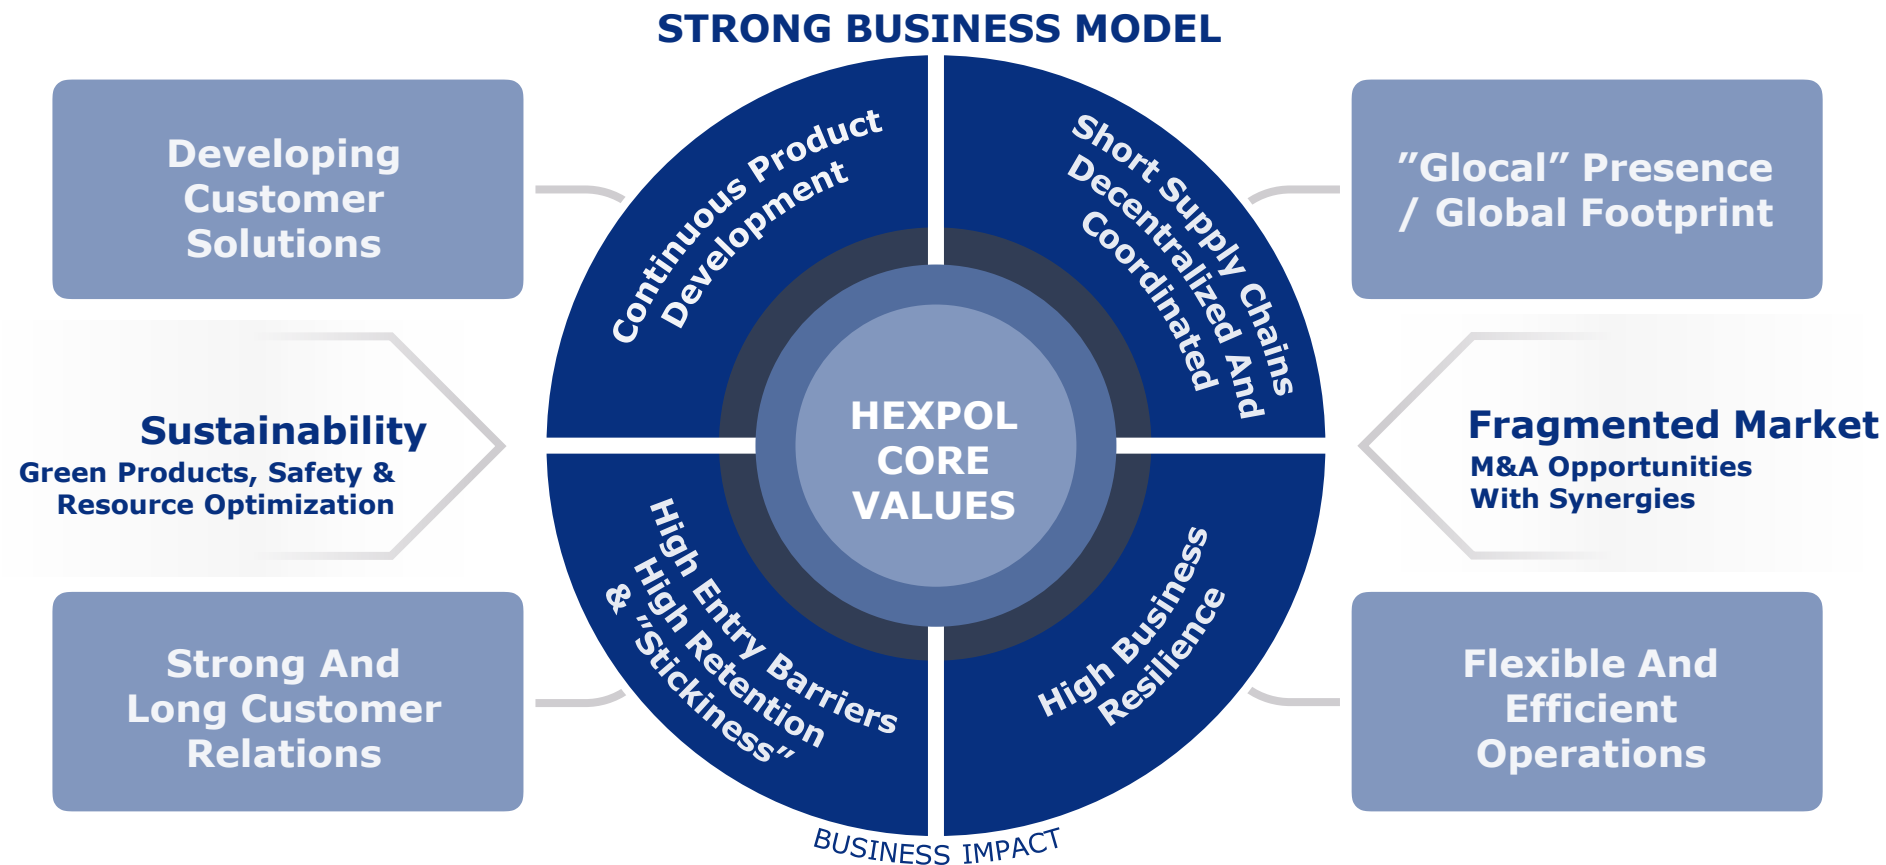 STRONG BUSINESS MODEL
Developing
Customer
Solutions
Continuous Product
Development
Short Supply Chains
Decentralized And
Coordinated
”Glocal” Presence
/ Global Footprint
Sustainability
Green Products, Safety &
Resource Optimization
HEXPOL
CORE
VALUES
Fragmented Market
M&A Opportunities
With Synergies
Strong And
Long Customer
Relations
High Entry Barriers
High Retention
& ”Stickiness”
High Business
Resilience
Flexible And
Efficient
Operations
BUSINESS IMPACT